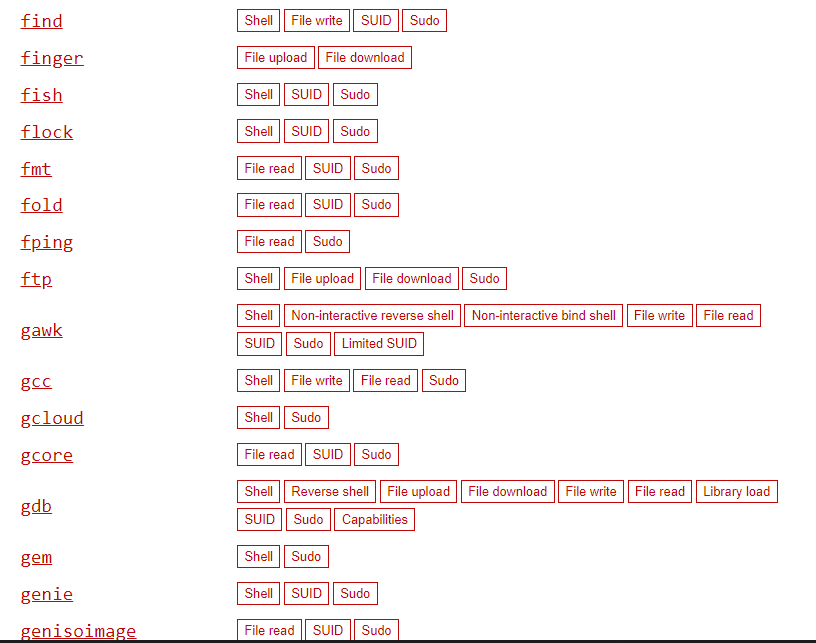 find Shell File write SUID Sudo
finger File upload File download
fish Shell SUID Sudo
flock Shell SUID Sudo
fmt File read SUID Sudo
fold File read SUID Sudo
fping File read Sudo
ftp Shell File upload File download Sudo
gawk Shell Non-interactive reverse shell Non-interactive bind shell File write File read
SUID Sudo Limited SUID
gcc Shell File write File read Sudo
gcloud Shell Sudo
gcore File read SUID Sudo
gdb Shell Reverse shell File upload File download File write File read Library load
SUID Sudo Capabilities
gem Shell Sudo
genie Shell SUID Sudo
genisoimage File read SUID Sudo